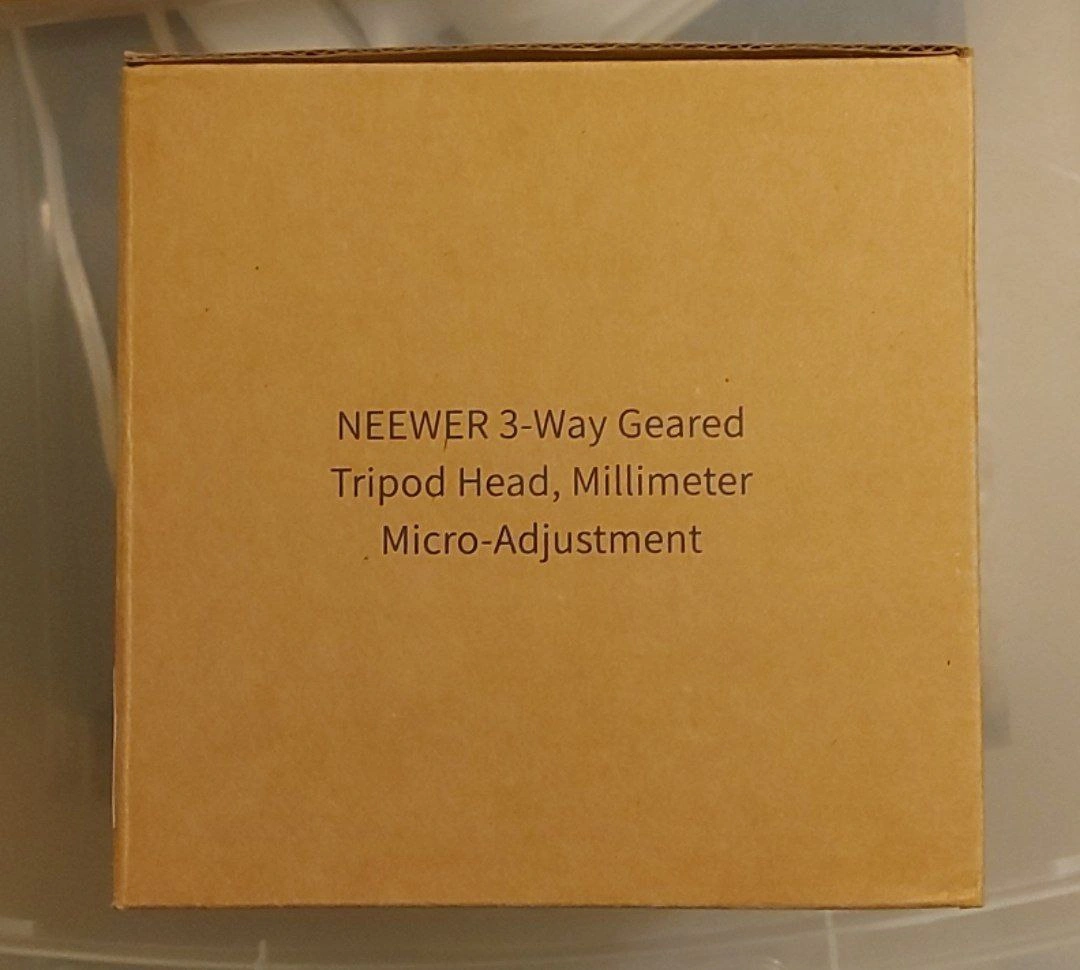 NEEWER 3-Way Geared
Tripod Head, Millimeter
Micro-Adjustment